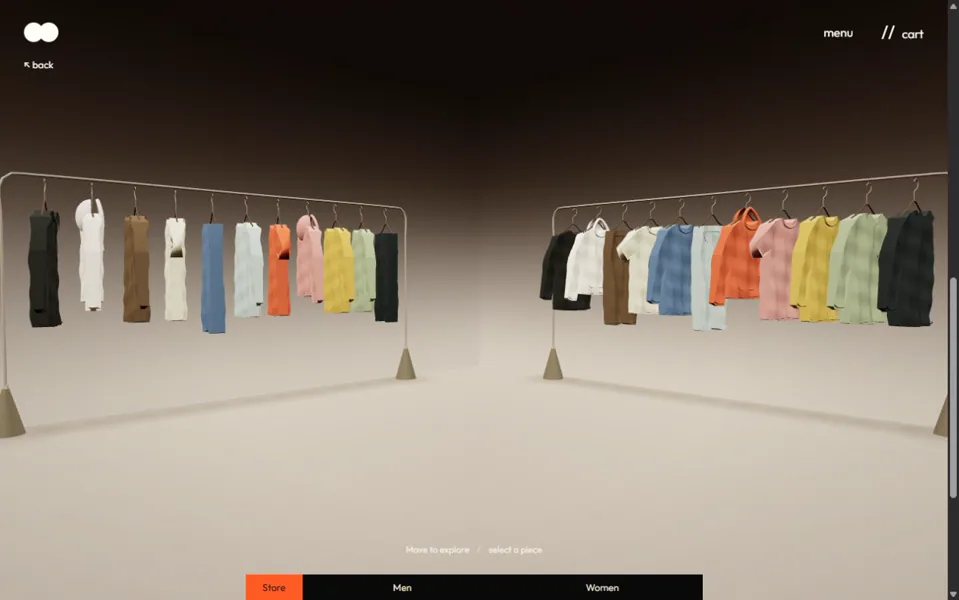 menu // cart
↖ back
Move to explore / select a piece
Store Men Women